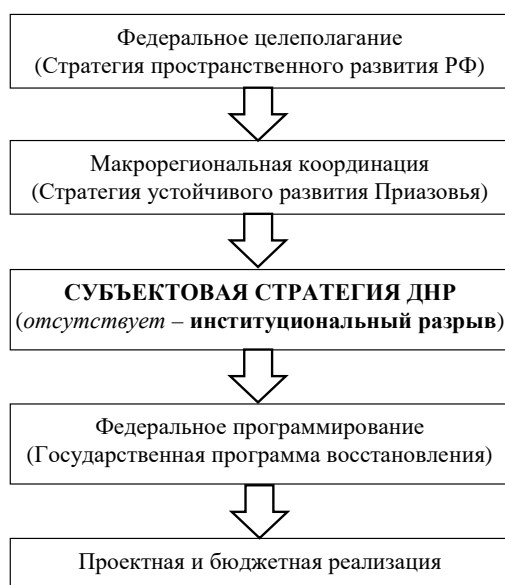 Федеральное целеполагание
(Стратегия пространственного развития РФ)
Макрорегиональная координация
(Стратегия устойчивого развития Приазовья)
СУБЪЕКТОВАЯ СТРАТЕГИЯ ДНР
(отсутствует – институциональный разрыв)
Федеральное программирование
(Государственная программа восстановления)
Проектная и бюджетная реализация